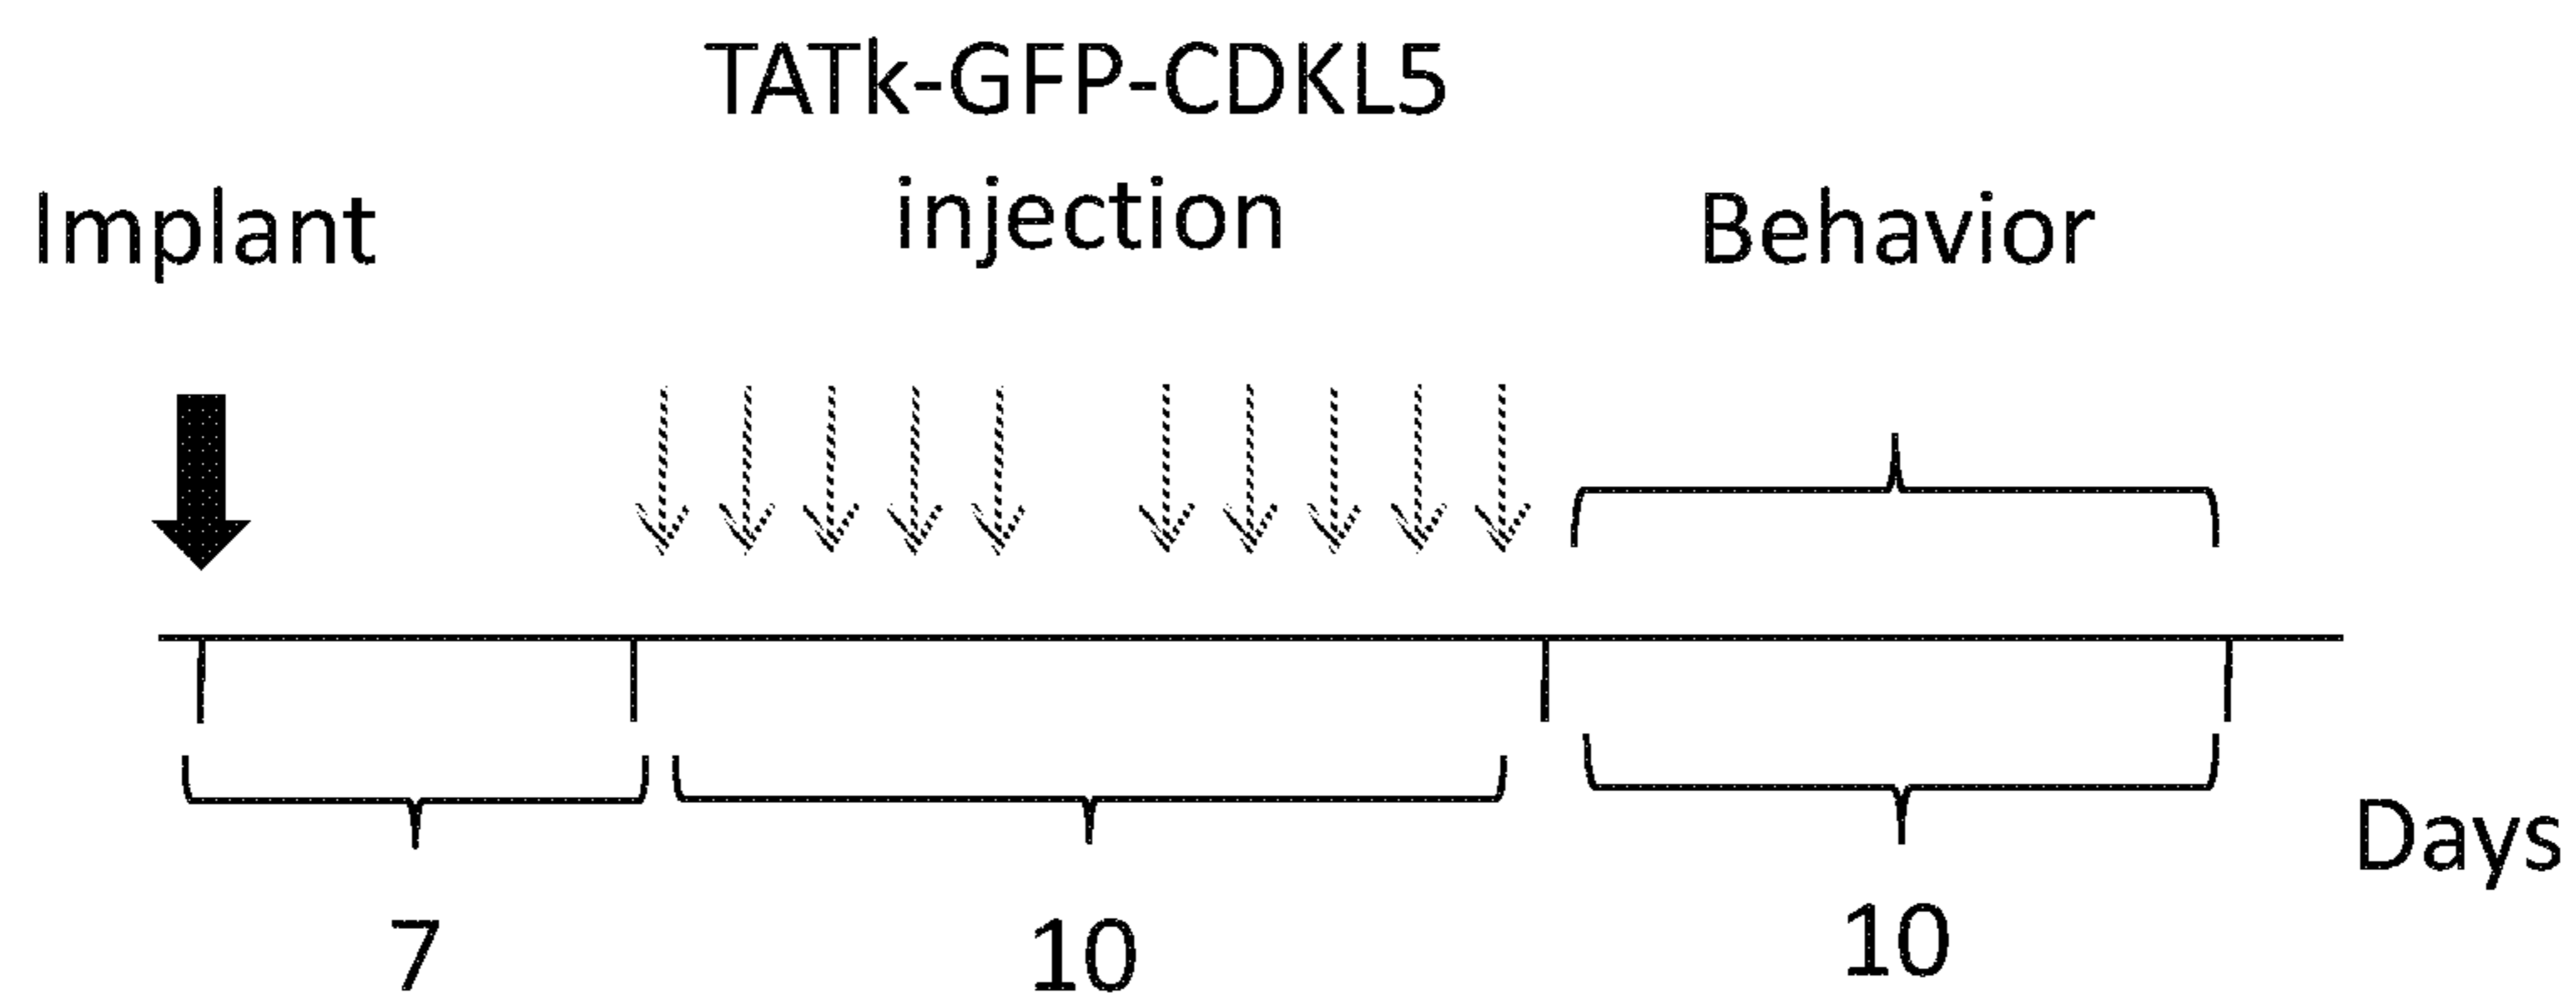 TATk-GFP-CDKL5
injection
Implant
Behavior
Days
7
10
10